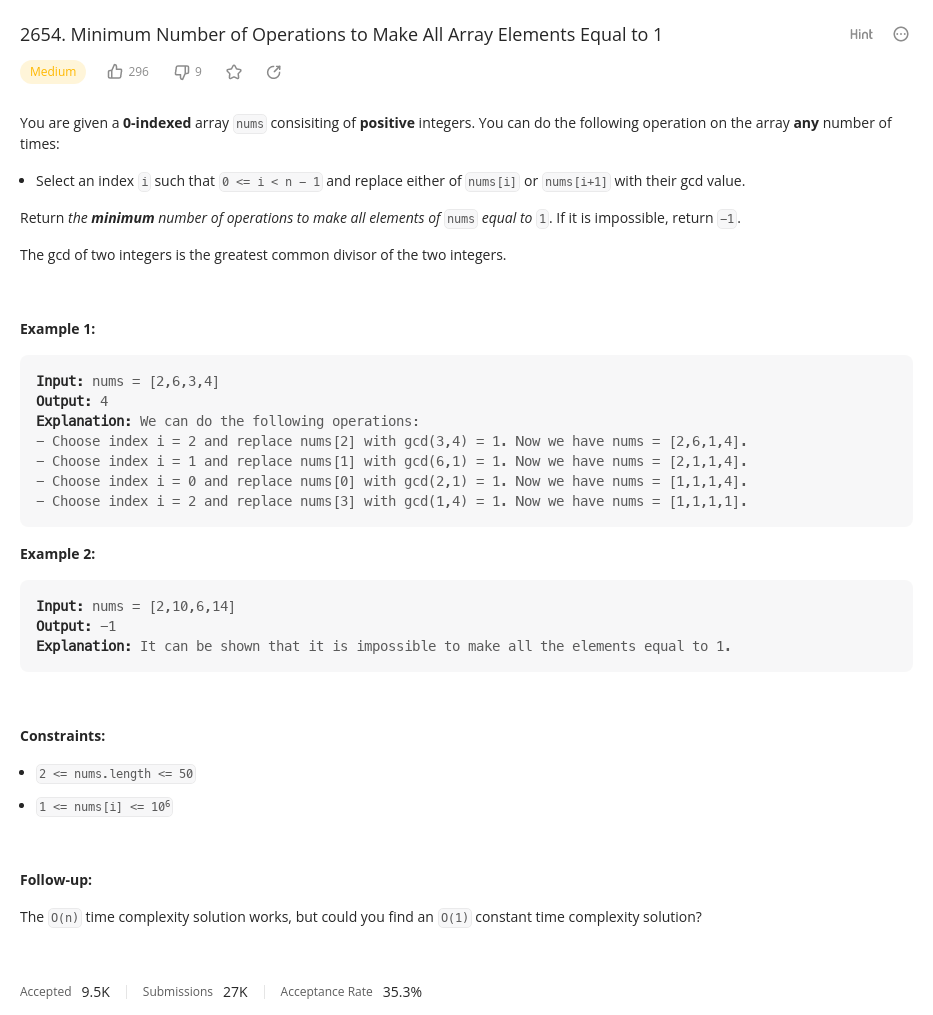 2654. Minimum Number of Operations to Make All Array Elements Equal to 1
Hint
Medium 296 9
You are given a 0-indexed array nums consisiting of positive integers. You can do the following operation on the array any number of
times:
• Select an index i such that 0 <= i < n - 1 and replace either of nums[i] or nums[i+1] with their gcd value.
Return the minimum number of operations to make all elements of nums equal to 1. If it is impossible, return -1.
The gcd of two integers is the greatest common divisor of the two integers.
Example 1:
Input: nums = [2,6,3,4]
Output: 4
Explanation: We can do the following operations:
- Choose index i = 2 and replace nums[2] with gcd(3,4) = 1. Now we have nums = [2,6,1,4].
- Choose index i = 1 and replace nums[1] with gcd(6,1) = 1. Now we have nums = [2,1,1,4].
- Choose index i = 0 and replace nums[0] with gcd(2,1) = 1. Now we have nums = [1,1,1,4].
- Choose index i = 2 and replace nums[3] with gcd(1,4) = 1. Now we have nums = [1,1,1,1].
Example 2:
Input: nums = [2,10,6,14]
Output: -1
Explanation: It can be shown that it is impossible to make all the elements equal to 1.
Constraints:
• 2 <= nums.length <= 50
• 1 <= nums[i] <= 10⁶
Follow-up:
The O(n) time complexity solution works, but could you find an O(1) constant time complexity solution?
Accepted 9.5K Submissions 27K Acceptance Rate 35.3%